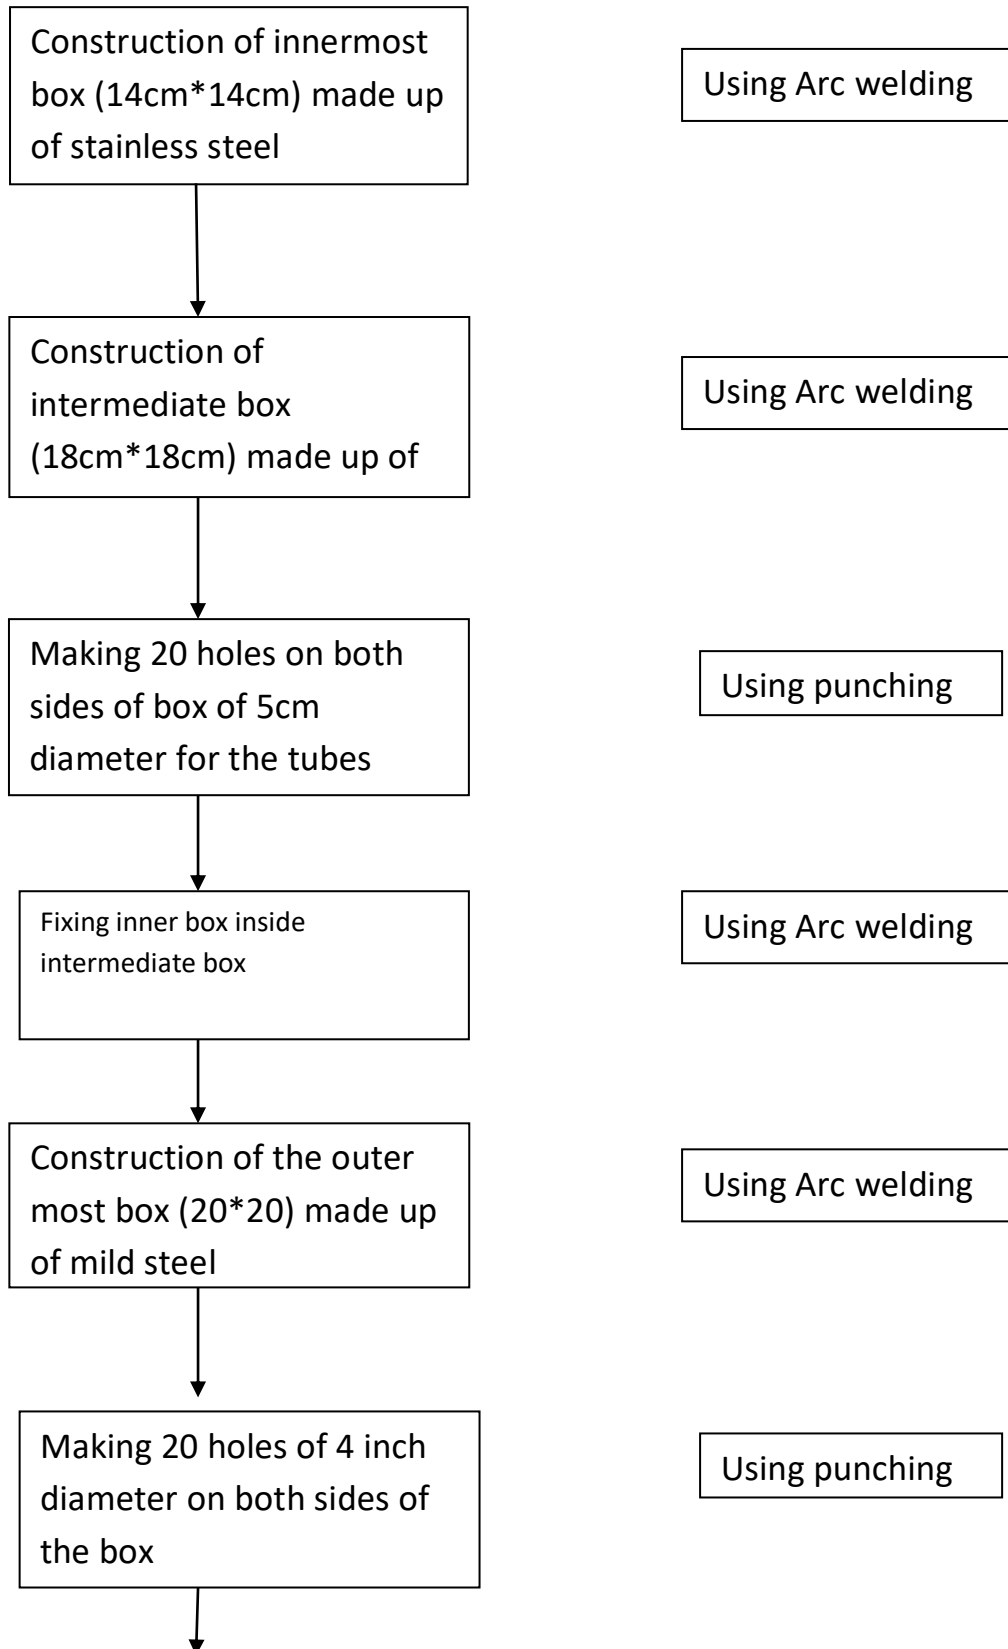 Construction of innermost
box (14cm*14cm) made up
of stainless steel
Using Arc welding
Construction of
intermediate box
(18cm*18cm) made up of
Using Arc welding
Making 20 holes on both
sides of box of 5cm
diameter for the tubes
Using punching
Fixing inner box inside
intermediate box
Using Arc welding
Construction of the outer
most box (20*20) made up
of mild steel
Using Arc welding
Making 20 holes of 4 inch
diameter on both sides of
the box
Using punching